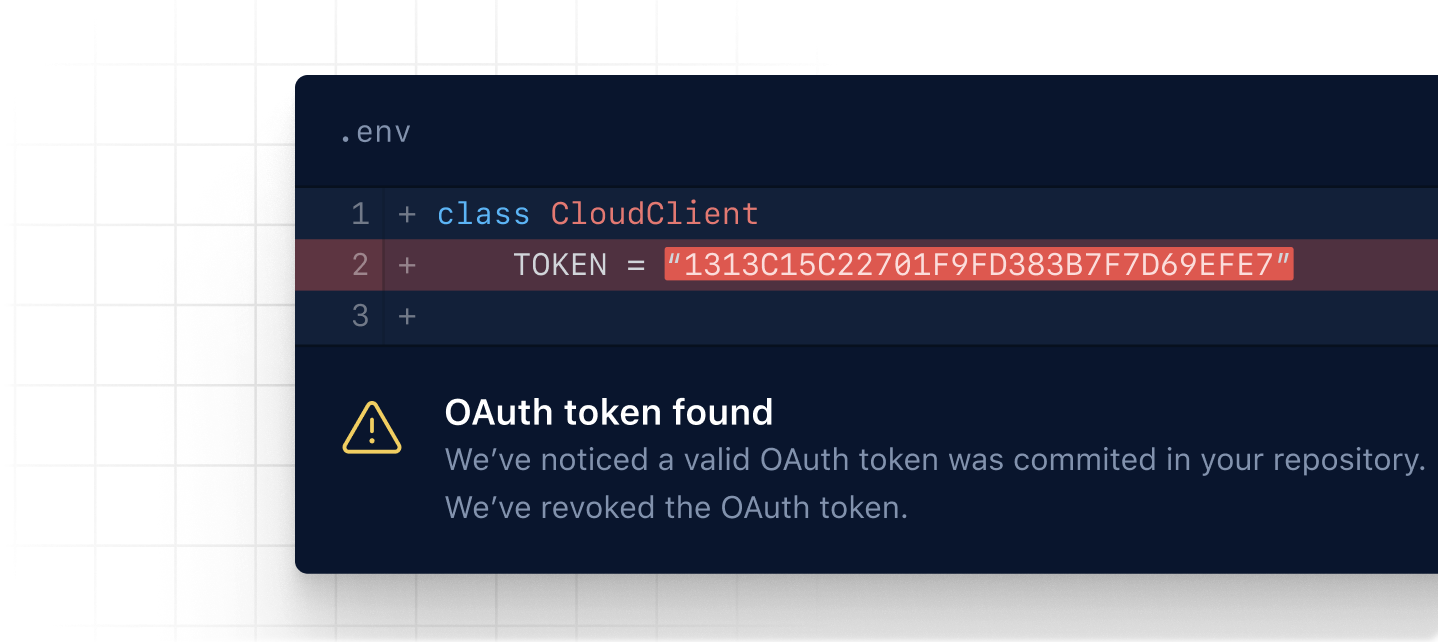 .env
1 + class CloudClient
2 + TOKEN = “1313C15C22701F9FD383B7F7D69EFE7”
3 +
OAuth token found
We’ve noticed a valid OAuth token was commited in your repository.
We’ve revoked the OAuth token.